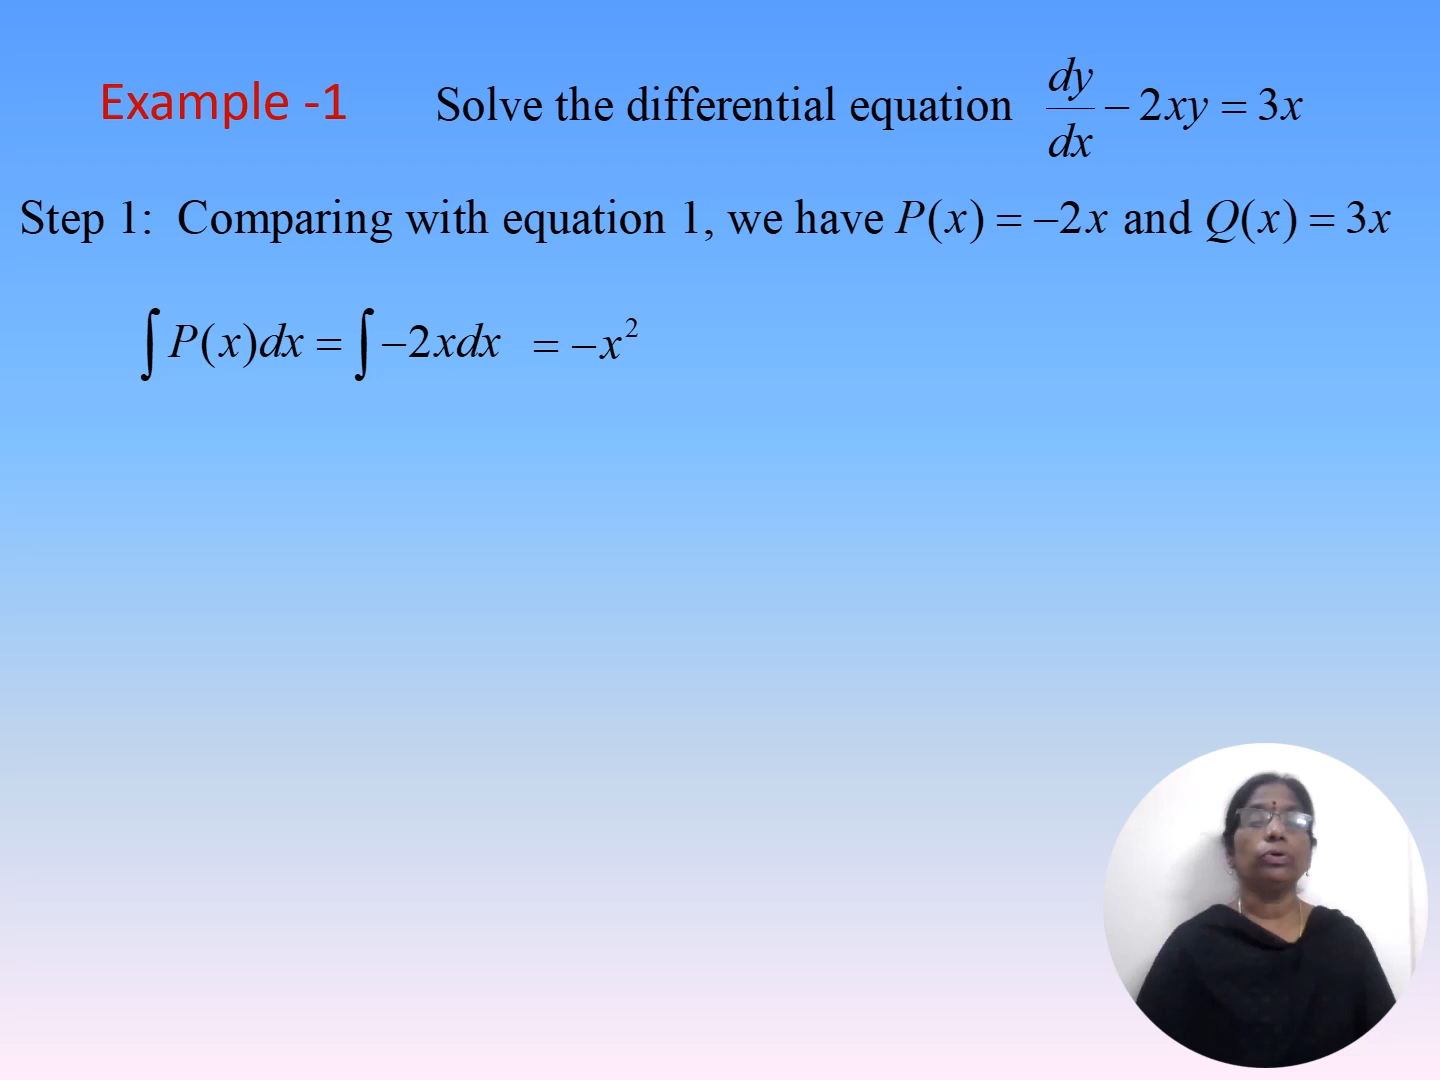 Example -1 Solve the differential equation dy/dx − 2xy = 3x
Step 1: Comparing with equation 1, we have P(x) = −2x and Q(x) = 3x
∫P(x)dx = ∫−2xdx = −x²